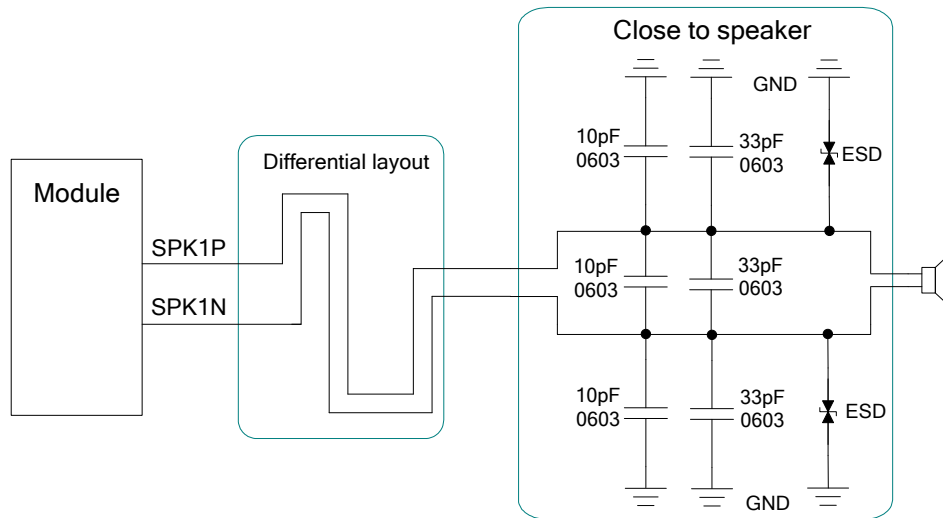 Close to speaker
GND
10pF
0603
33pF
0603
ESD
Differential layout
Module
SPK1P
SPK1N
10pF
0603
33pF
0603
10pF
0603
33pF
0603
ESD
GND